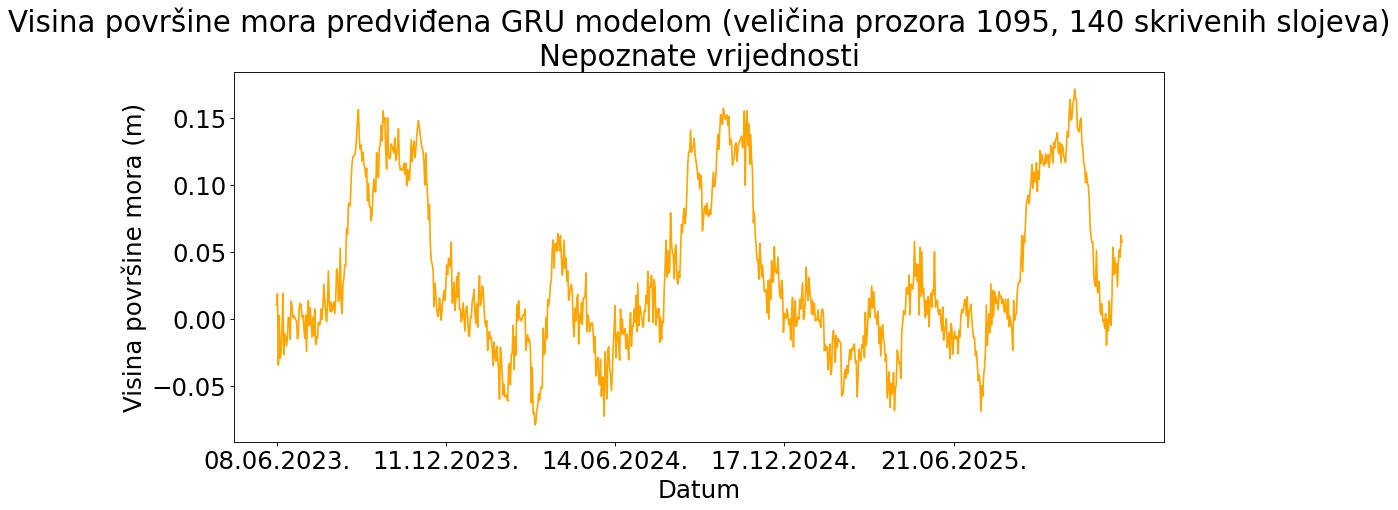 Visina površine mora predviđena GRU modelom (veličina prozora 1095, 140 skrivenih slojeva)
Nepoznate vrijednosti
Visina površine mora (m)
0.15
0.10
0.05
0.00
−0.05
08.06.2023. 11.12.2023. 14.06.2024. 17.12.2024. 21.06.2025.
Datum